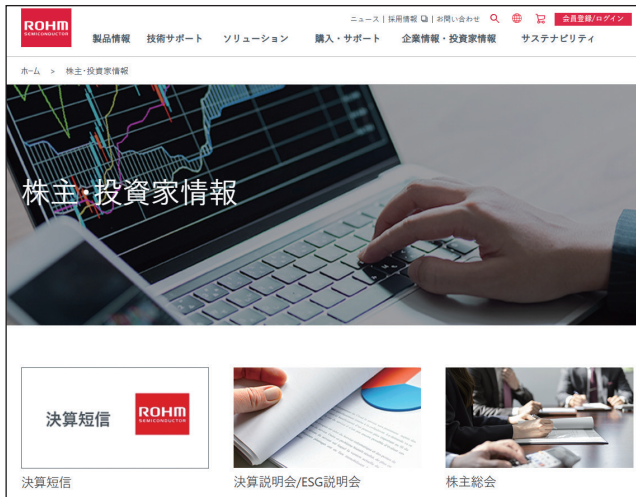 ROHM
SEMICONDUCTOR
ニュース | 採用情報 | お問い合わせ
会員登録/ログイン
製品情報 技術サポート ソリューション 購入・サポート 企業情報・投資家情報 サステナビリティ
ホーム > 株主・投資家情報
株主・投資家情報
決算短信
ROHM
SEMICONDUCTOR
決算短信
決算説明会/ESG説明会
株主総会